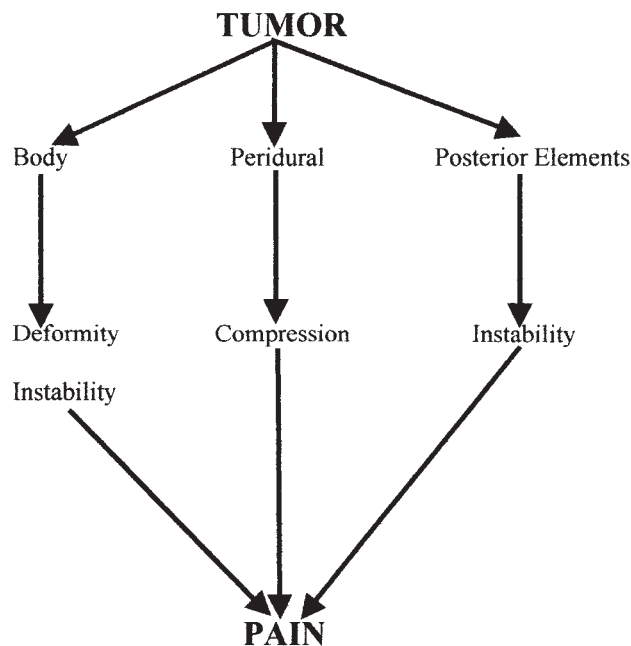 TUMOR
Body Peridural Posterior Elements
Deformity Compression Instability
Instability
PAIN